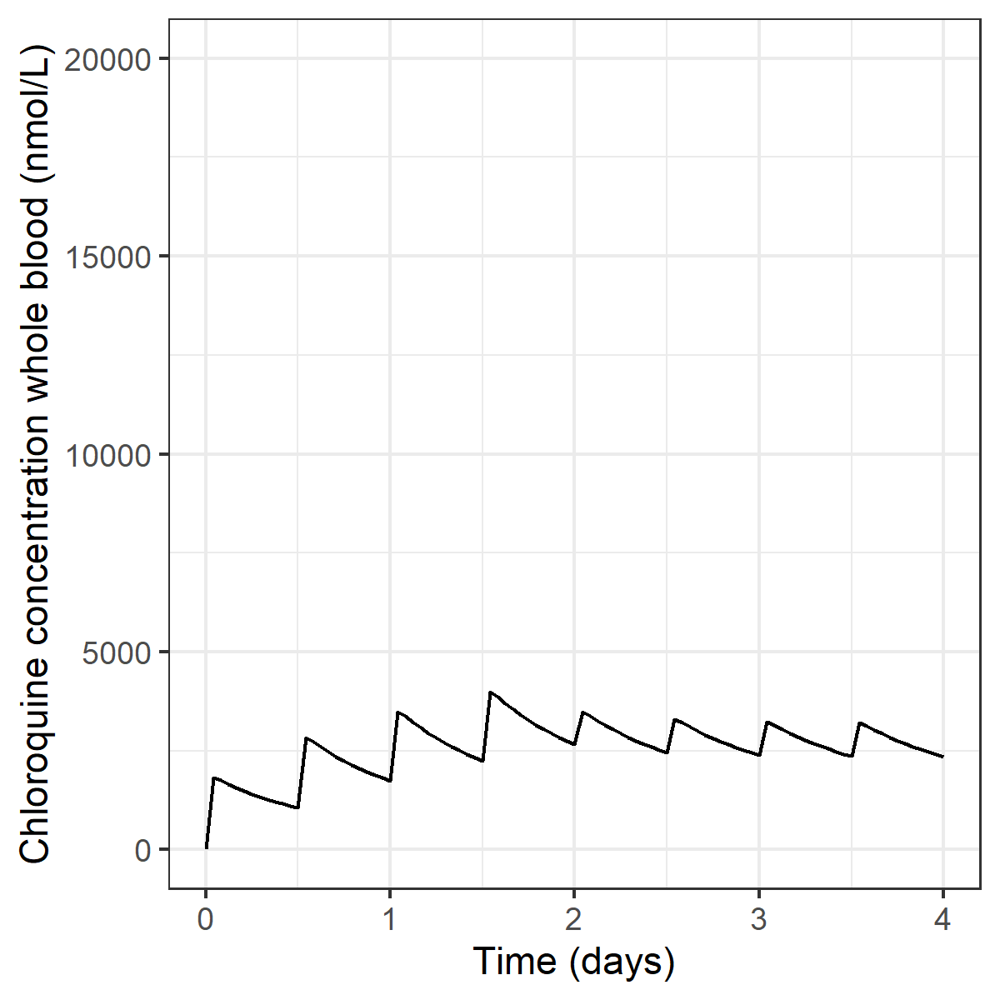 Chloroquine concentration whole blood (nmol/L)
20000
15000
10000
5000
0
0 1 2 3 4
Time (days)